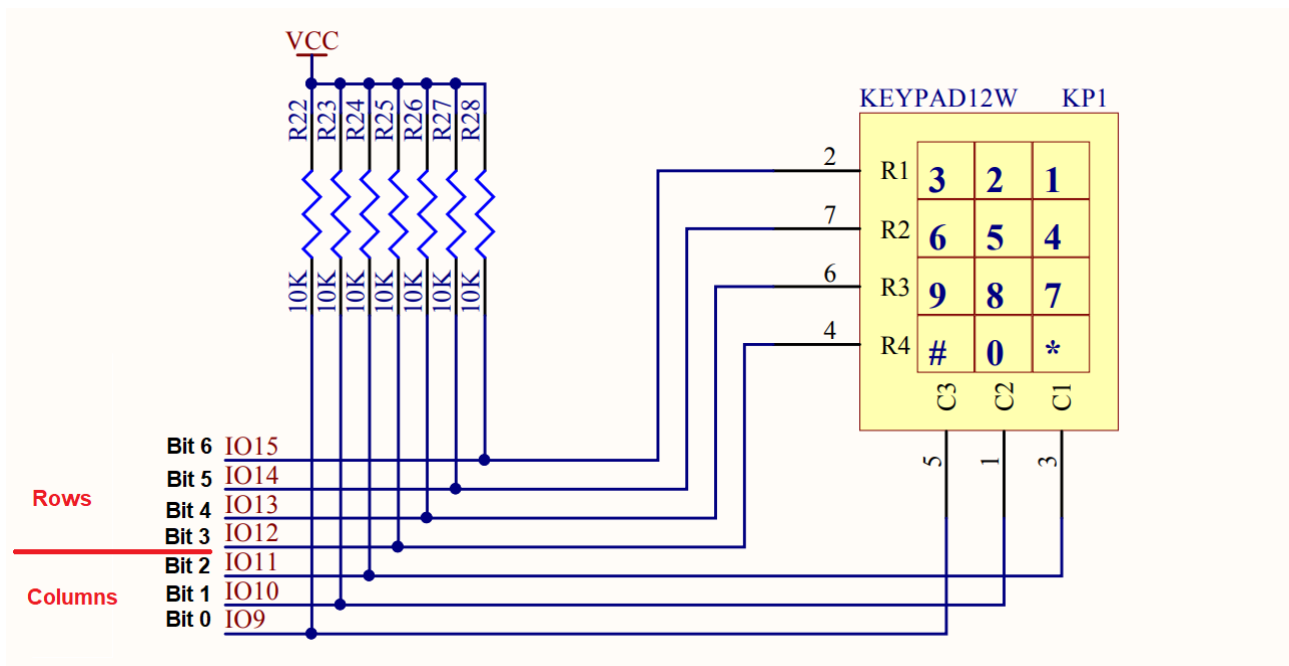 VCC
R22 R23 R24 R25 R26 R27 R28
10K 10K 10K 10K 10K 10K 10K
KEYPAD12W KP1
2 R1 3 2 1
7 R2 6 5 4
6 R3 9 8 7
4 R4 # 0 *
C3 C2 C1
5 1 3
Bit 6 IO15
Bit 5 IO14
Rows
Bit 4 IO13
Bit 3 IO12
Bit 2 IO11
Columns
Bit 1 IO10
Bit 0 IO9